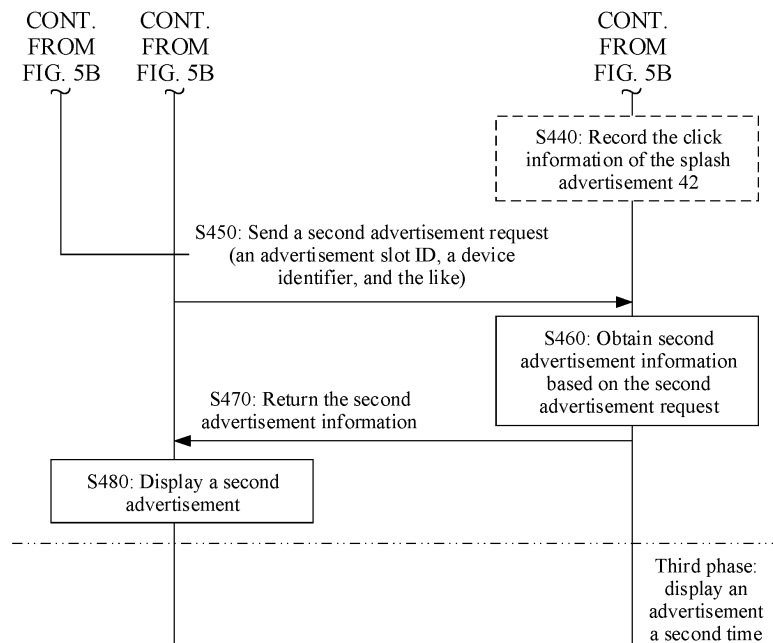 CONT.
FROM
FIG. 5B
CONT.
FROM
FIG. 5B
CONT.
FROM
FIG. 5B
S440: Record the click
information of the splash
advertisement 42
S450: Send a second advertisement request
(an advertisement slot ID, a device
identifier, and the like)
S460: Obtain second
advertisement information
based on the second
advertisement request
S470: Return the second
advertisement information
S480: Display a second
advertisement
Third phase:
display an
advertisement
a second time